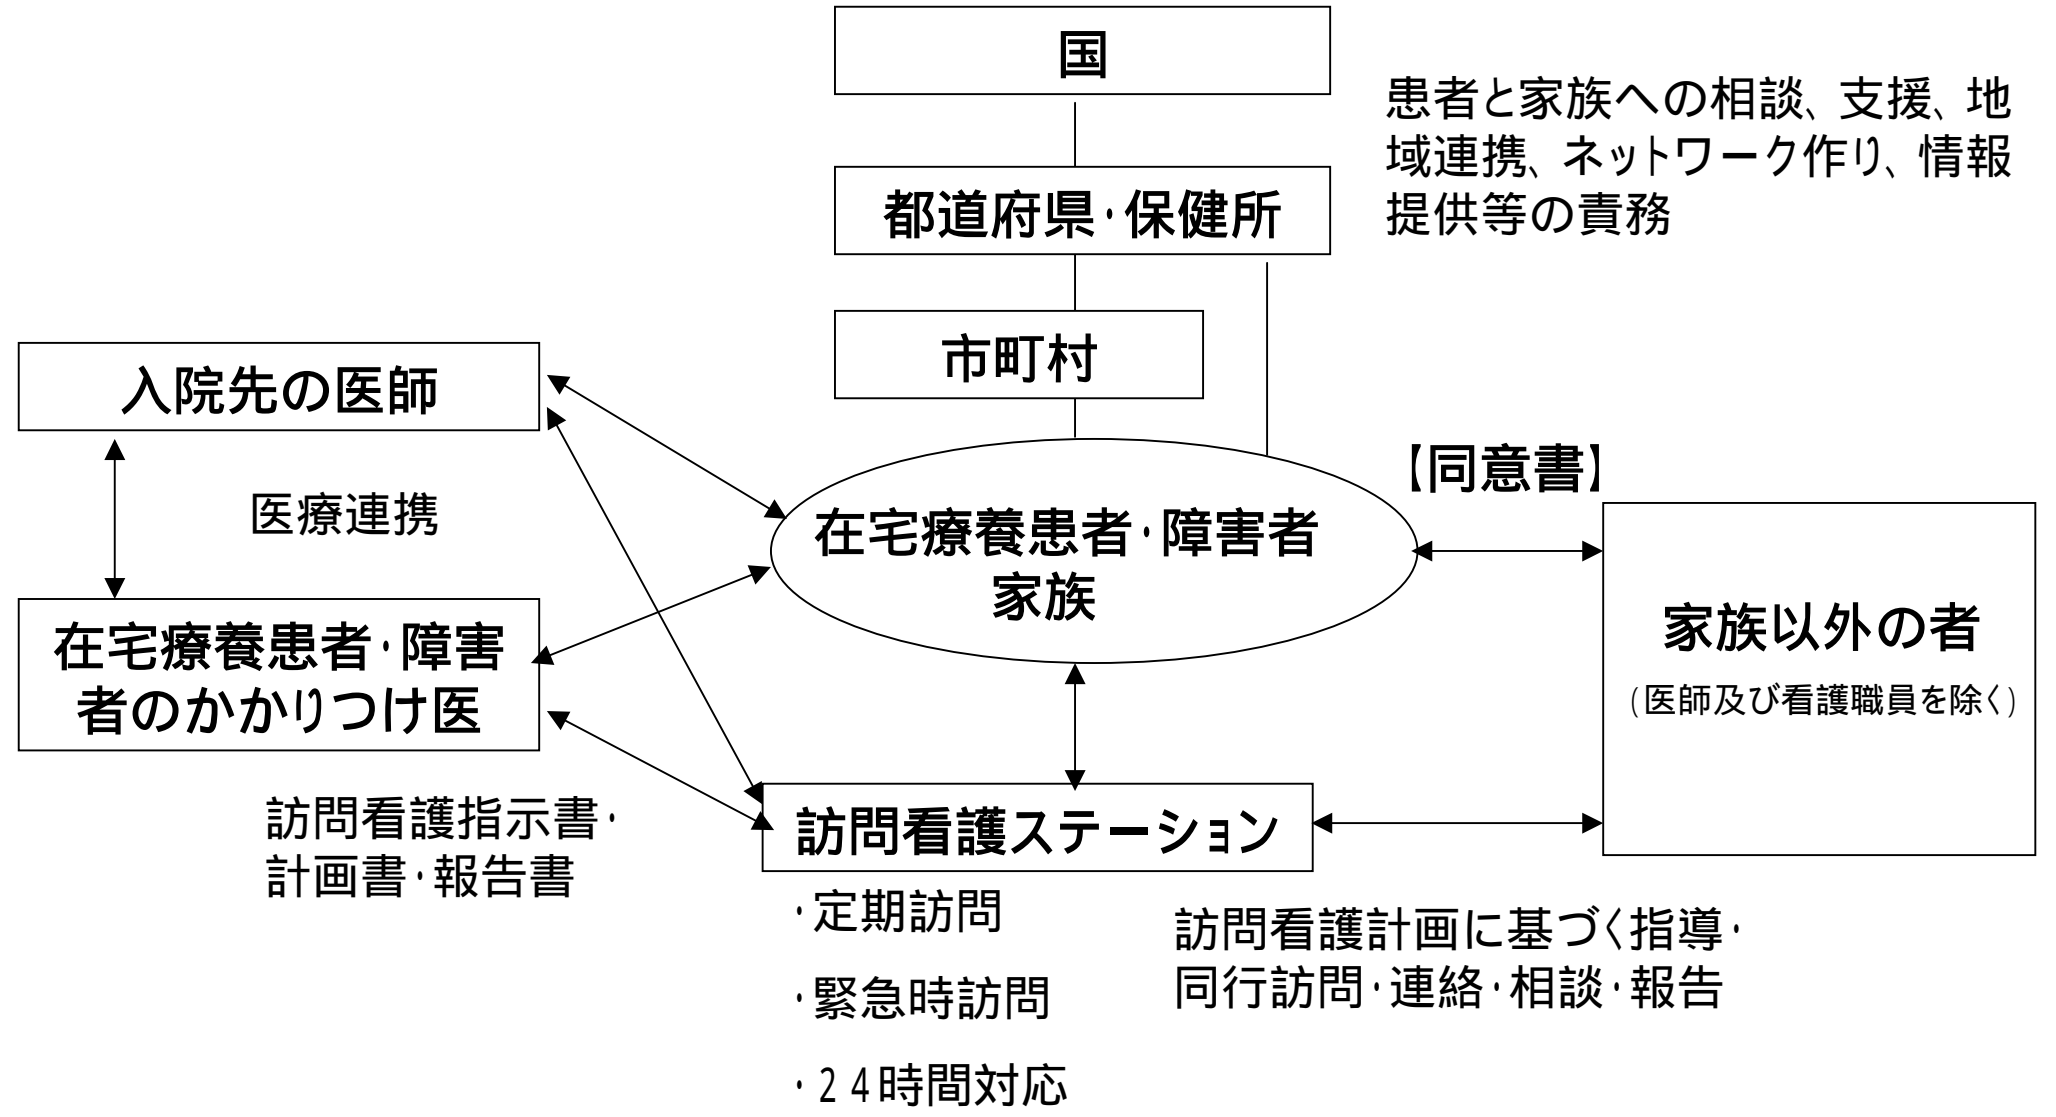 国
患者と家族への相談、支援、地
域連携、ネットワーク作り、情報
提供等の責務
都道府県・保健所
市町村
入院先の医師
医療連携
【同意書】
在宅療養患者・障害者
家族
在宅療養患者・障害
者のかかりつけ医
家族以外の者
(医師及び看護職員を除く)
訪問看護指示書・
計画書・報告書
訪問看護ステーション
・定期訪問
・緊急時訪問
・24時間対応
訪問看護計画に基づく指導・
同行訪問・連絡・相談・報告